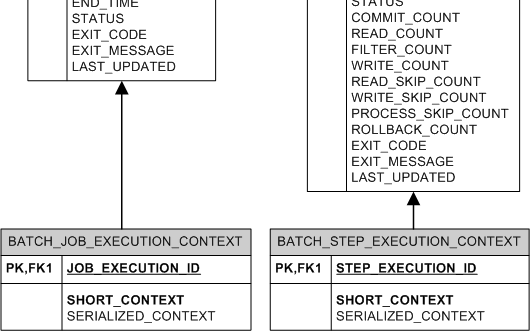 END_TIME
STATUS
EXIT_CODE
EXIT_MESSAGE
LAST_UPDATED
STATUS
COMMIT_COUNT
READ_COUNT
FILTER_COUNT
WRITE_COUNT
READ_SKIP_COUNT
WRITE_SKIP_COUNT
PROCESS_SKIP_COUNT
ROLLBACK_COUNT
EXIT_CODE
EXIT_MESSAGE
LAST_UPDATED
BATCH_JOB_EXECUTION_CONTEXT
PK,FK1 JOB_EXECUTION_ID
SHORT_CONTEXT
SERIALIZED_CONTEXT
BATCH_STEP_EXECUTION_CONTEXT
PK,FK1 STEP_EXECUTION_ID
SHORT_CONTEXT
SERIALIZED_CONTEXT